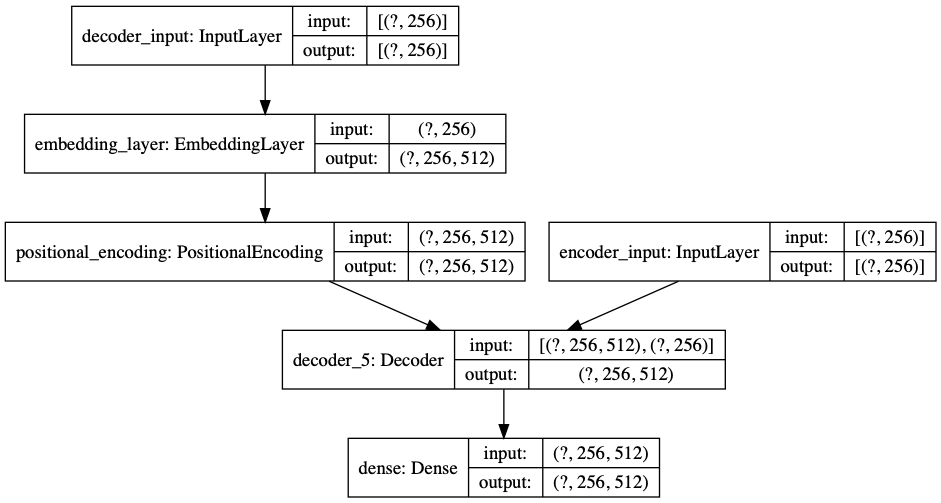 decoder_input: InputLayer
input: [(?, 256)]
output: [(?, 256)]
embedding_layer: EmbeddingLayer
input: (?, 256)
output: (?, 256, 512)
positional_encoding: PositionalEncoding
input: (?, 256, 512)
output: (?, 256, 512)
encoder_input: InputLayer
input: [(?, 256)]
output: [(?, 256)]
decoder_5: Decoder
input: [(?, 256, 512), (?, 256)]
output: (?, 256, 512)
dense: Dense
input: (?, 256, 512)
output: (?, 256, 512)